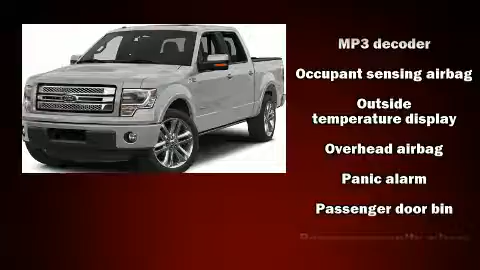 MP3 decoder
Occupant sensing airbag
Outside
temperature display
Overhead airbag
Panic alarm
Passenger door bin